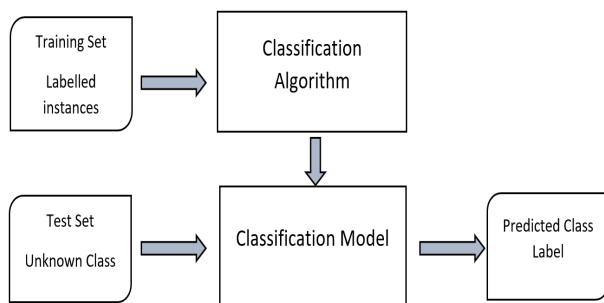 Training Set
Labelled
instances
Classification
Algorithm
Test Set
Unknown Class
Classification Model
Predicted Class
Label